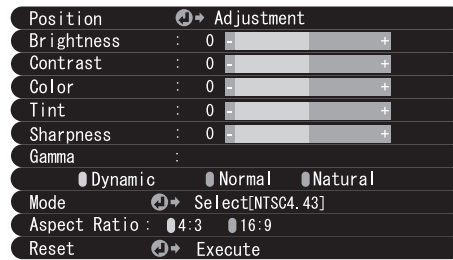 Position Adjustment
Brightness : 0 - +
Contrast : 0 - +
Color : 0 - +
Tint : 0 - +
Sharpness : 0 - +
Gamma :
Dynamic Normal Natural
Mode Select[NTSC4.43]
Aspect Ratio : 4:3 16:9
Reset Execute